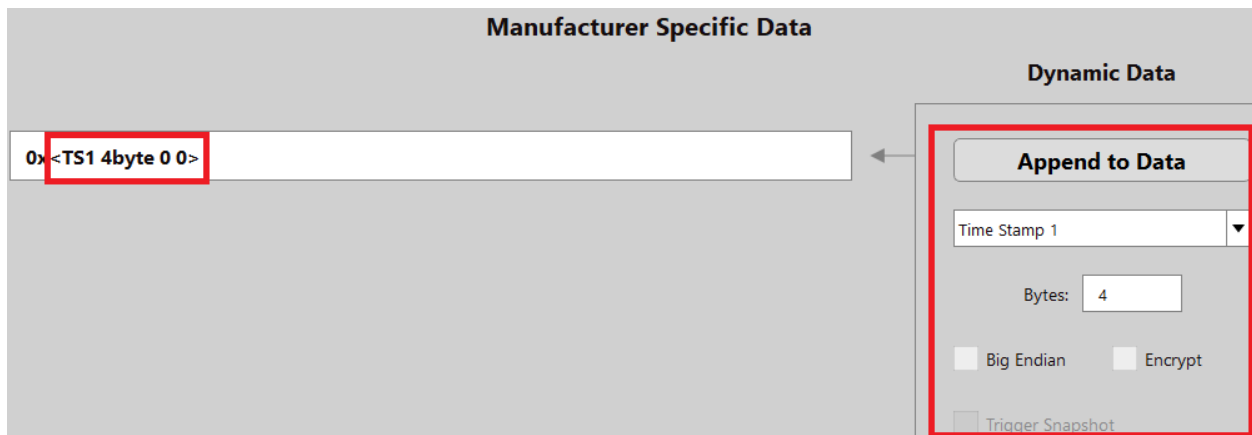 Manufacturer Specific Data
Dynamic Data
0x<TS1 4byte 0 0>
Append to Data
Time Stamp 1
Bytes: 4
Big Endian Encrypt
Trigger Snapshot